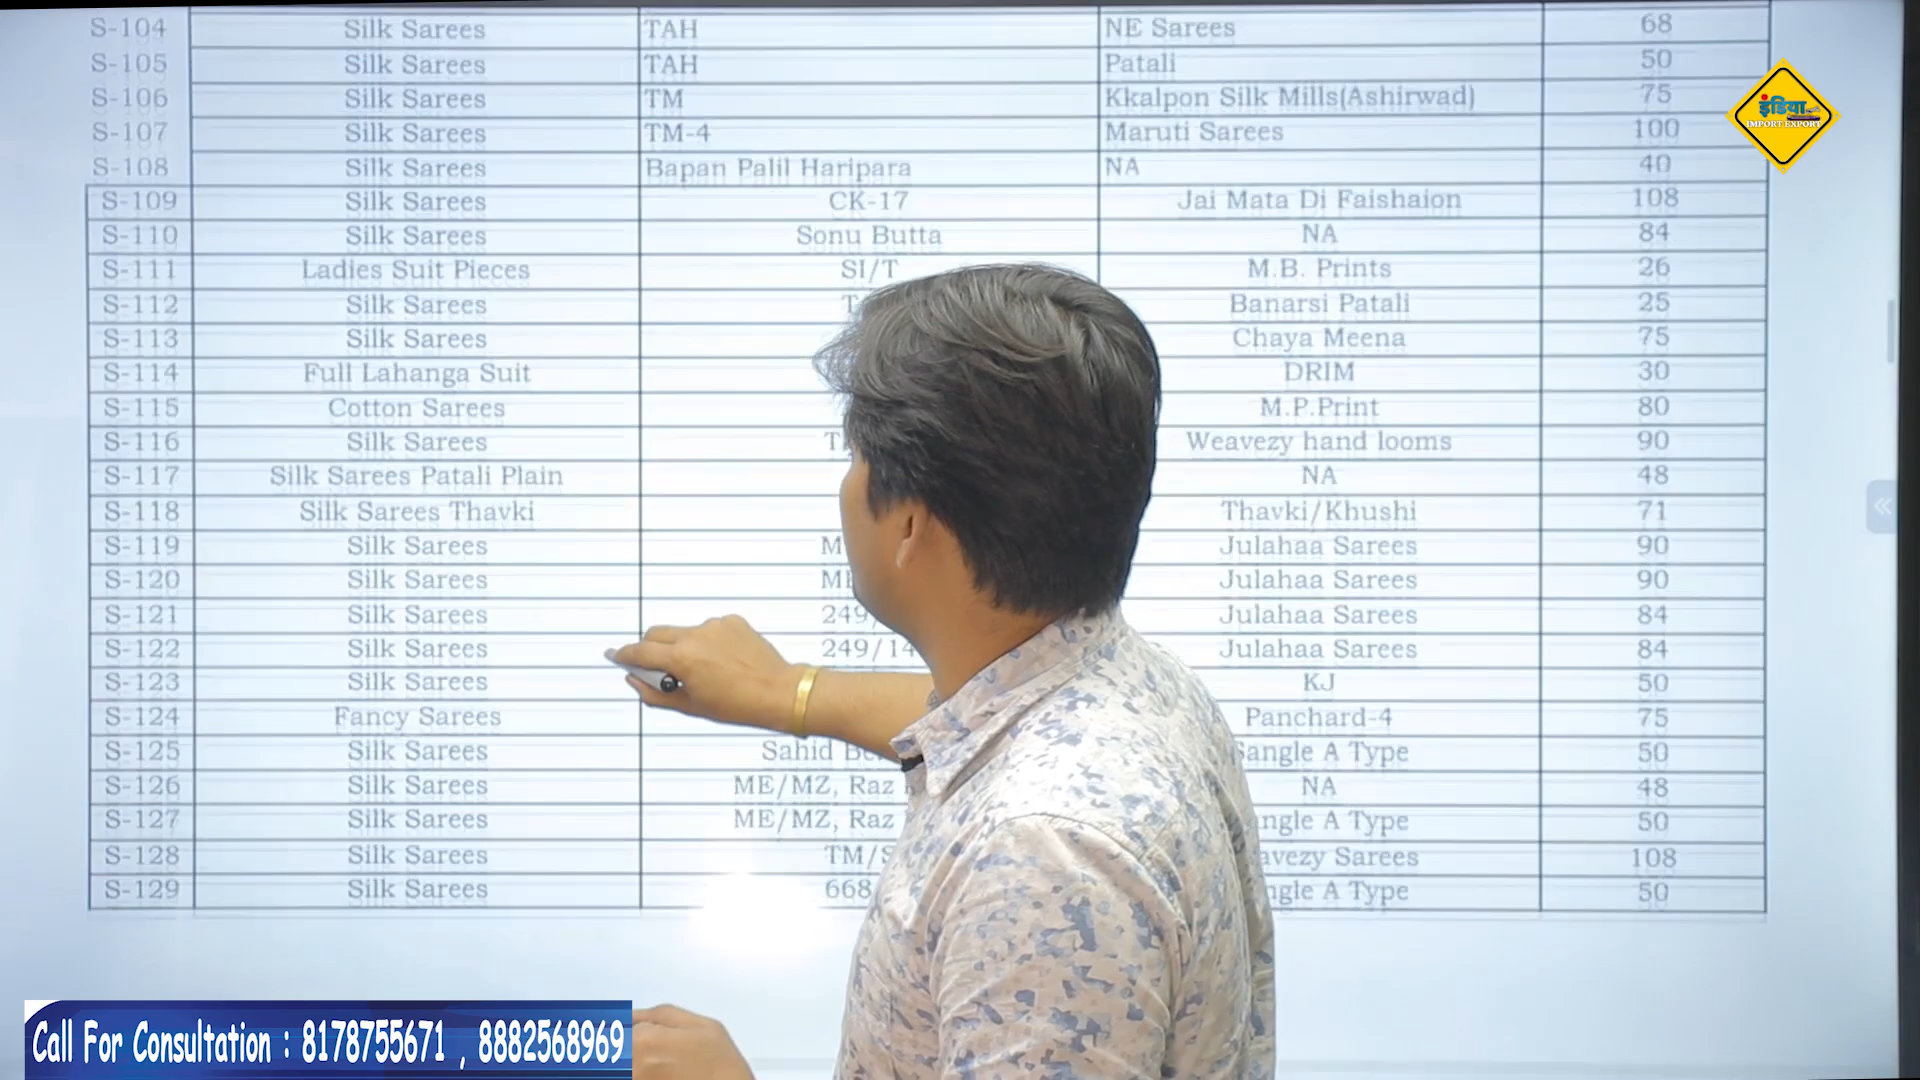 S-104 Silk Sarees TAH NE Sarees 68
S-105 Silk Sarees TAH Patali 50
S-106 Silk Sarees TM Kkalpon Silk Mills(Ashirwad) 75
S-107 Silk Sarees TM-4 Maruti Sarees 100
S-108 Silk Sarees Bapan Palil Haripara NA 40
S-109 Silk Sarees CK-17 Jai Mata Di Faishaion 108
S-110 Silk Sarees Sonu Butta NA 84
S-111 Ladies Suit Pieces SI/T M.B. Prints 26
S-112 Silk Sarees Banarsi Patali 25
S-113 Silk Sarees Chaya Meena 75
S-114 Full Lahanga Suit DRIM 30
S-115 Cotton Sarees M.P.Print 80
S-116 Silk Sarees Weavezy hand looms 90
S-117 Silk Sarees Patali Plain NA 48
S-118 Silk Sarees Thavki Thavki/Khushi 71
S-119 Silk Sarees Julahaa Sarees 90
S-120 Silk Sarees Julahaa Sarees 90
S-121 Silk Sarees 249 Julahaa Sarees 84
S-122 Silk Sarees 249/14 Julahaa Sarees 84
S-123 Silk Sarees KJ 50
S-124 Fancy Sarees Panchard-4 75
S-125 Silk Sarees Sahid Sangle A Type 50
S-126 Silk Sarees ME/MZ, Raz NA 48
S-127 Silk Sarees ME/MZ, Raz A Type 50
S-128 Silk Sarees TM/S Sarees 108
S-129 Silk Sarees 668 A Type 50
इंडिया
IMPORT EXPORT
Call For Consultation : 8178755671 , 8882568969